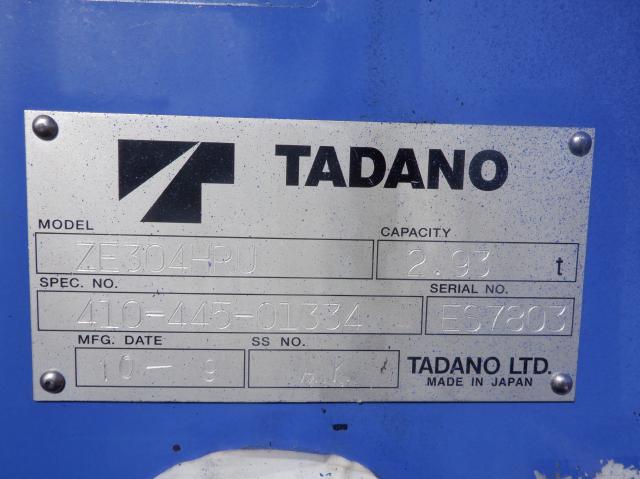 TADANO
MODEL
CAPACITY
ZE304HRU
2.93 t
SPEC. NO.
SERIAL NO.
410-445-01334
ES7803
MFG. DATE
SS NO.
10-9
TADANO LTD.
MADE IN JAPAN